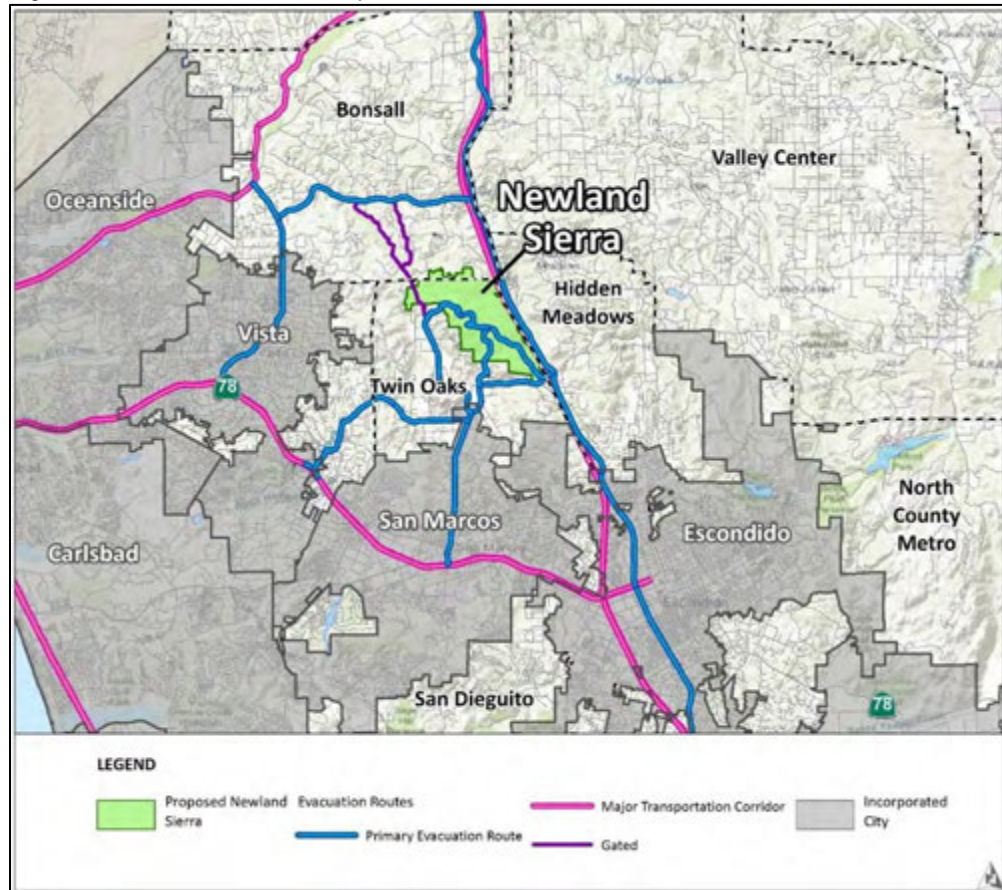 Bonsall
Valley Center
Oceanside
Newland
Sierra
Hidden
Meadows
Vista
78
Twin Oaks
San Marcos
Escondido
North
County
Metro
Carlsbad
San Dieguito
78
LEGEND
Proposed Newland
Sierra
Evacuation Routes
Primary Evacuation Route
Major Transportation Corridor
Gated
Incorporated
City